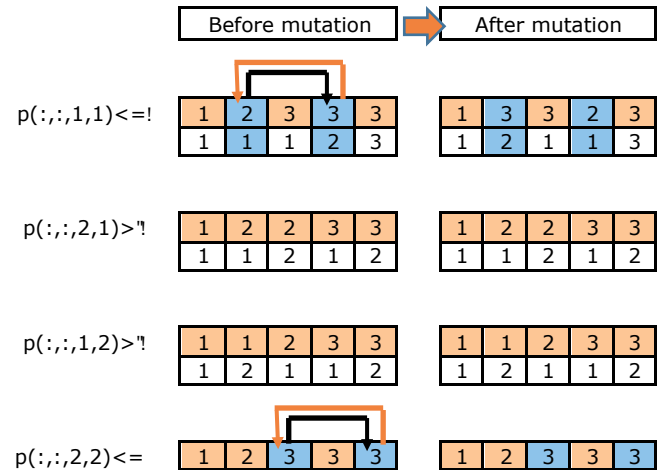 Before mutation After mutation
p(:,:,1,1)<=!
1 2 3 3 3 1 3 3 2 3
1 1 1 2 3 1 2 1 1 3
p(:,:,2,1)>"!
1 2 2 3 3 1 2 2 3 3
1 1 2 1 2 1 1 2 1 2
p(:,:,1,2)>"!
1 1 2 3 3 1 1 2 3 3
1 2 1 1 2 1 2 1 1 2
p(:,:,2,2)<=
1 2 3 3 3 1 2 3 3 3